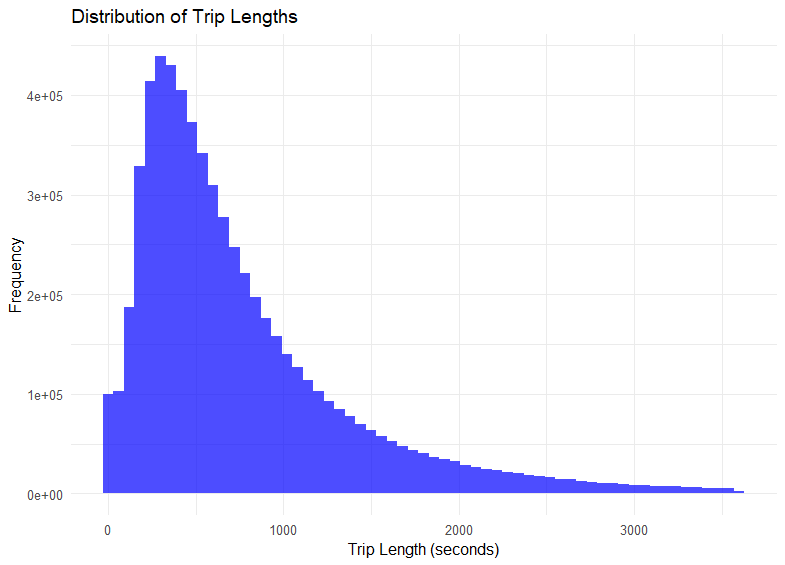 Distribution of Trip Lengths
Frequency
4e+05
3e+05
2e+05
1e+05
0e+00
0 1000 2000 3000
Trip Length (seconds)